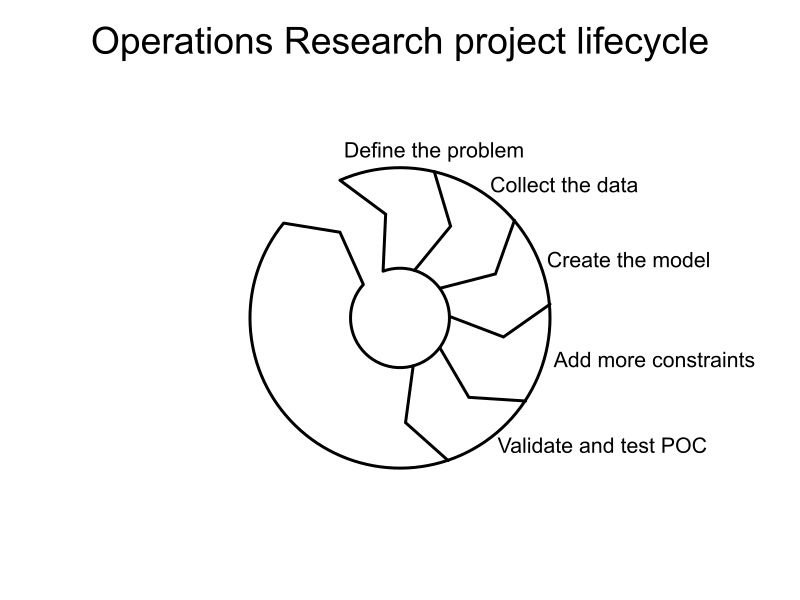 Operations Research project lifecycle
Define the problem
Collect the data
Create the model
Add more constraints
Validate and test POC